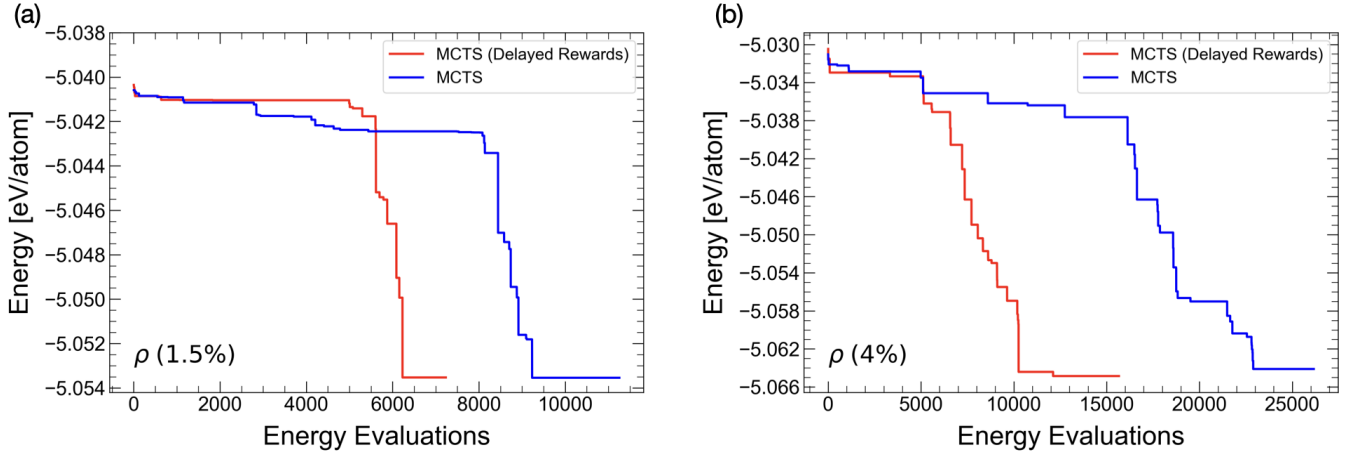 (a)
−5.038
−5.040
−5.042
−5.044
−5.046
−5.048
−5.050
−5.052
−5.054
Energy [eV/atom]
MCTS (Delayed Rewards)
MCTS
ρ (1.5%)
0 2000 4000 6000 8000 10000
Energy Evaluations
(b)
−5.030
−5.034
−5.038
−5.042
−5.046
−5.050
−5.054
−5.058
−5.062
−5.066
Energy [eV/atom]
MCTS (Delayed Rewards)
MCTS
ρ (4%)
0 5000 10000 15000 20000 25000
Energy Evaluations